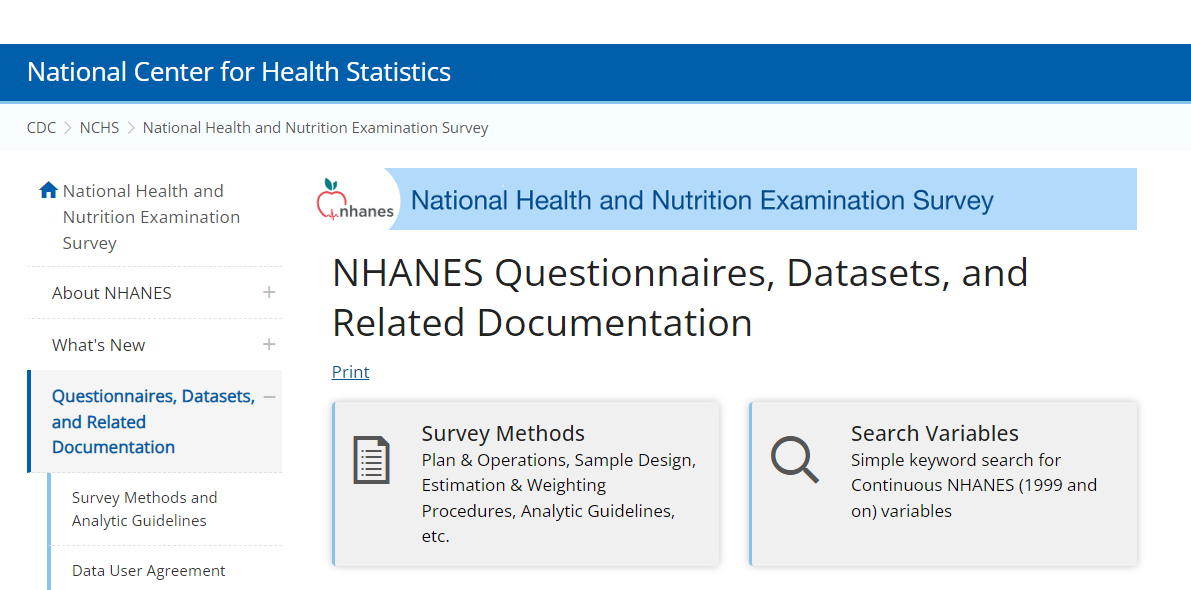 National Center for Health Statistics
CDC > NCHS > National Health and Nutrition Examination Survey
National Health and
Nutrition Examination
Survey
About NHANES
What's New
Questionnaires, Datasets,
and Related
Documentation
Survey Methods and
Analytic Guidelines
Data User Agreement
nhanes National Health and Nutrition Examination Survey
NHANES Questionnaires, Datasets, and
Related Documentation
Print
Survey Methods
Plan & Operations, Sample Design,
Estimation & Weighting
Procedures, Analytic Guidelines,
etc.
Search Variables
Simple keyword search for
Continuous NHANES (1999 and
on) variables